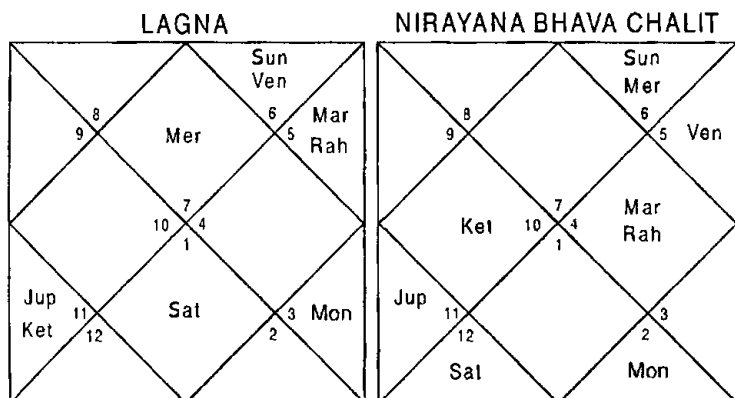 LAGNA
Sun
Ven
8
6
Mar
9
Mer
5
Rah
7
10 4
1
Jup
11
Sat
3
Mon
Ket
12
2
NIRAYANA BHAVA CHALIT
Sun
Mer
8
6
9
5
Ven
7
Mar
Ket
10 4
Rah
1
Jup
11
3
12
2
Sat
Mon